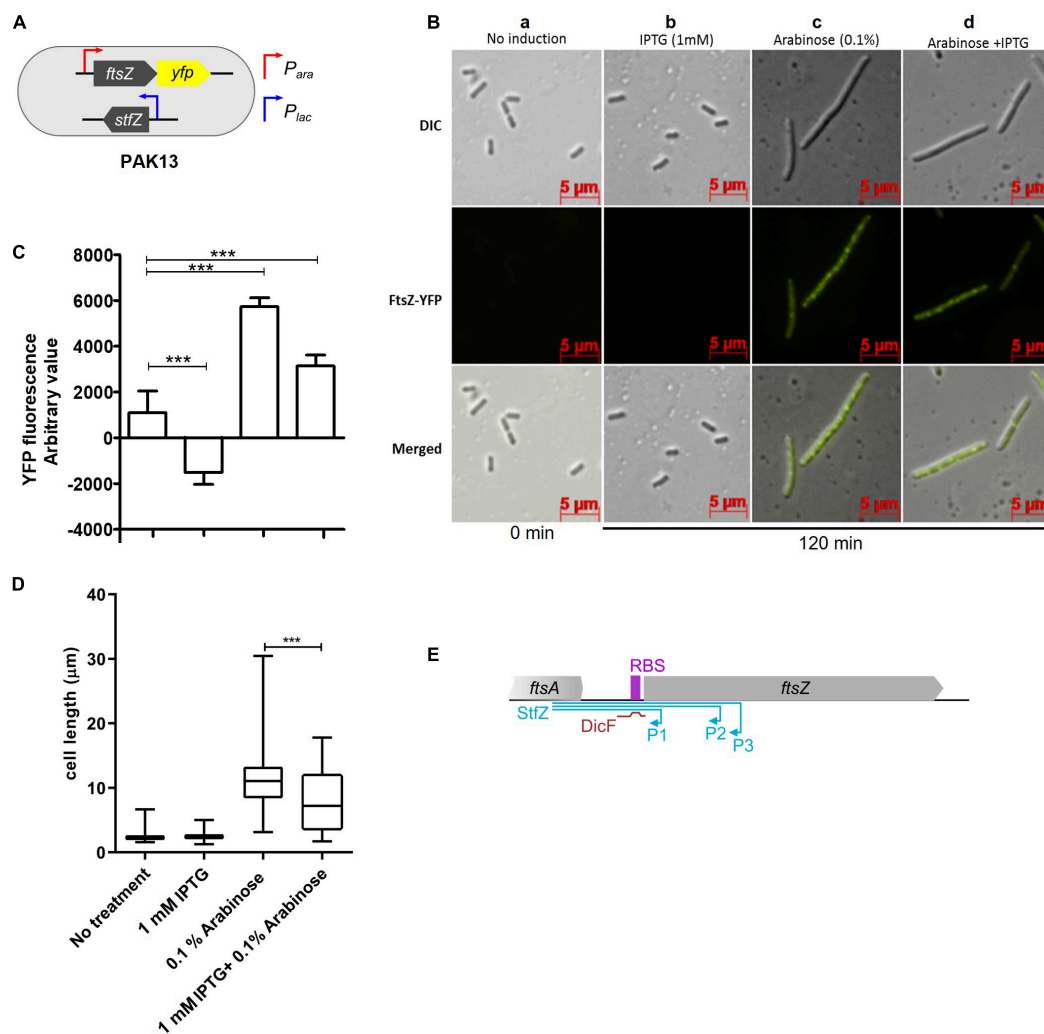 A
ftsZ
yfp
stfZ
Para
Plac
PAK13
B
a
b
c
d
No induction
IPTG (1mM)
Arabinose (0.1%)
Arabinose +IPTG
DIC
5 µm
5 µm
5 µm
5 µm
FtsZ-YFP
5 µm
5 µm
5 µm
5 µm
Merged
5 µm
5 µm
5 µm
5 µm
0 min
120 min
C
YFP fluorescence
Arbitrary value
8000
6000
4000
2000
0
-2000
-4000
***
***
***
D
cell length (µm)
40
30
20
10
0
***
No treatment
1 mM IPTG
0.1 % Arabinose
1 mM IPTG+ 0.1% Arabinose
E
RBS
ftsA
ftsZ
StfZ
DicF
P1
P2
P3